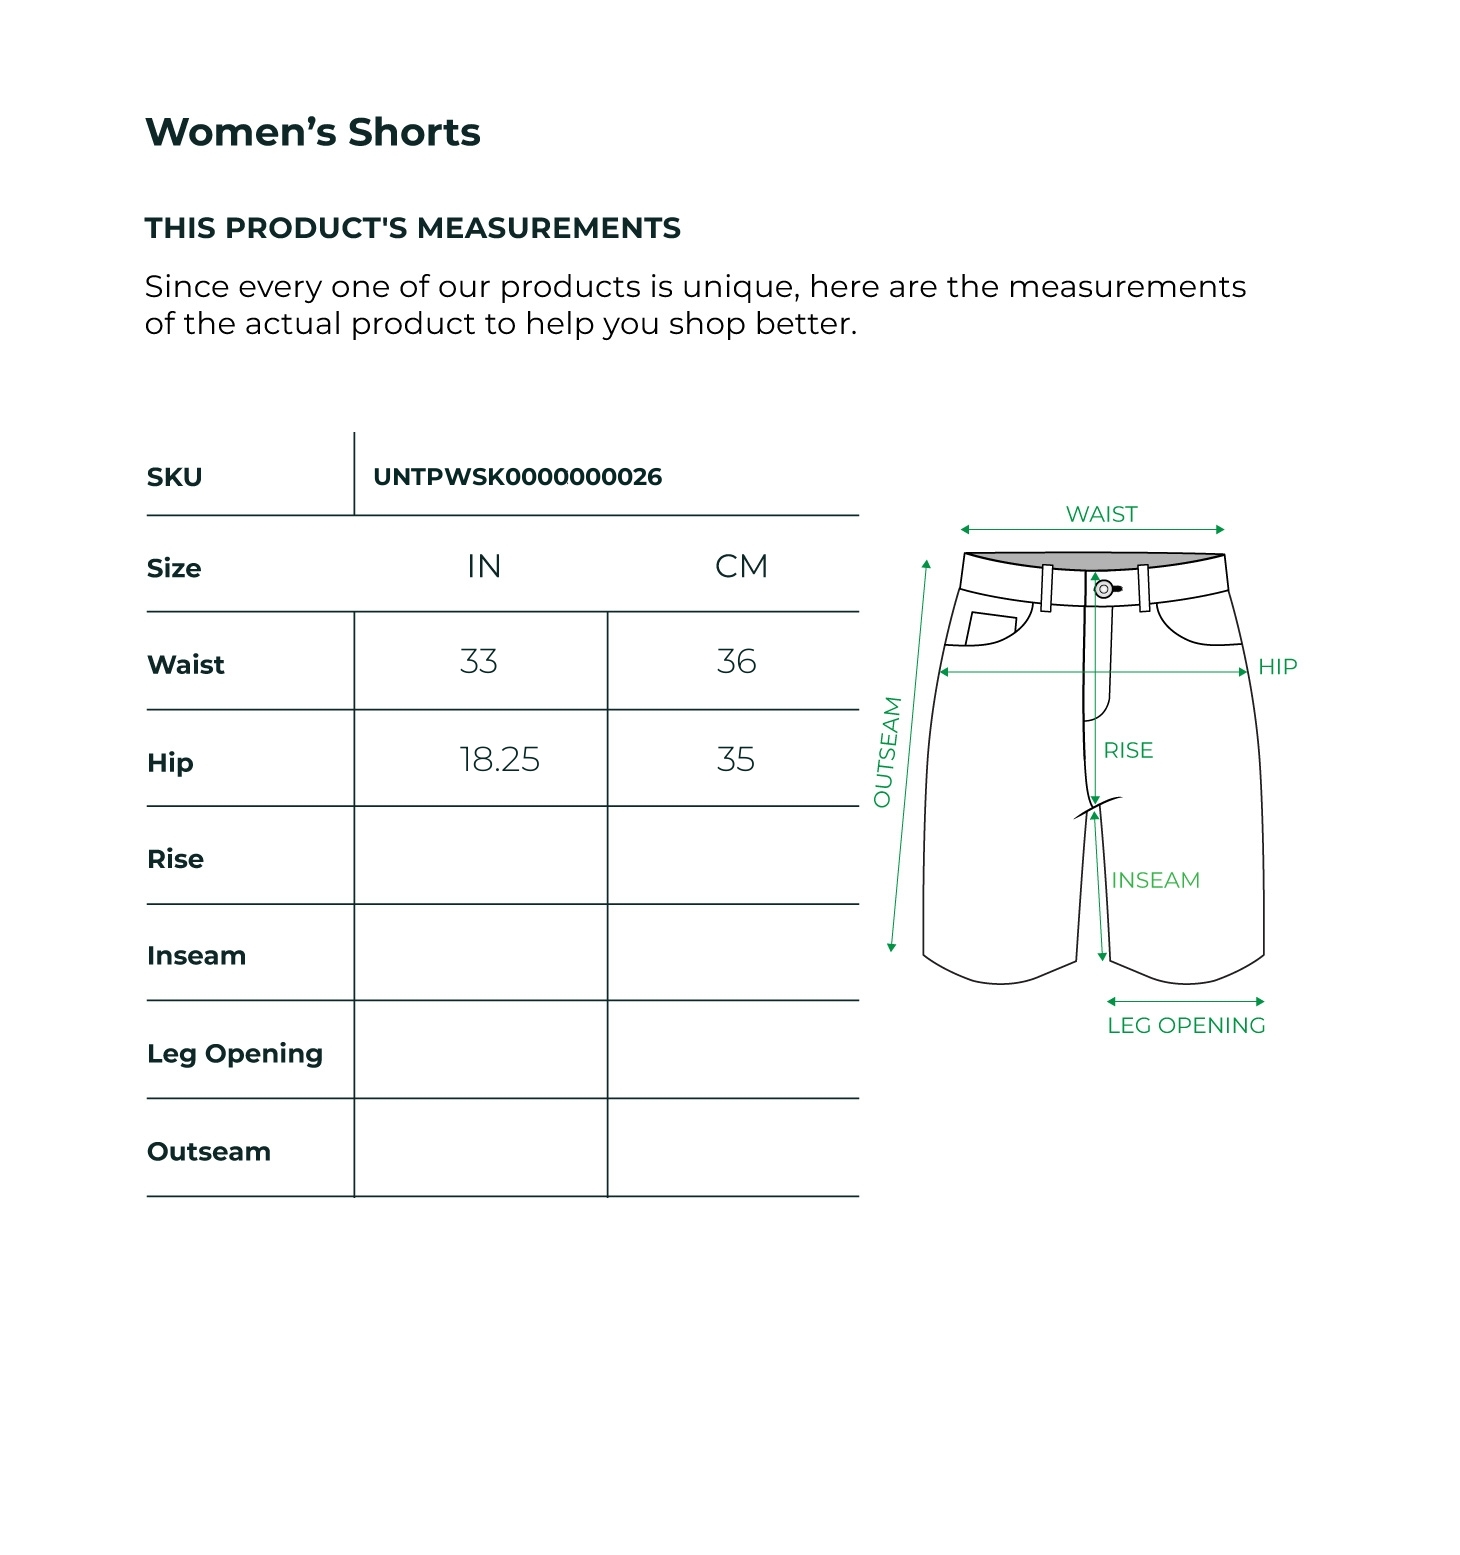 Women’s Shorts
THIS PRODUCT'S MEASUREMENTS
Since every one of our products is unique, here are the measurements
of the actual product to help you shop better.
SKU UNTPWSK0000000026
Size IN CM
Waist 33 36
Hip 18.25 35
Rise
Inseam
Leg Opening
Outseam
WAIST
HIP
OUTSEAM
RISE
INSEAM
LEG OPENING